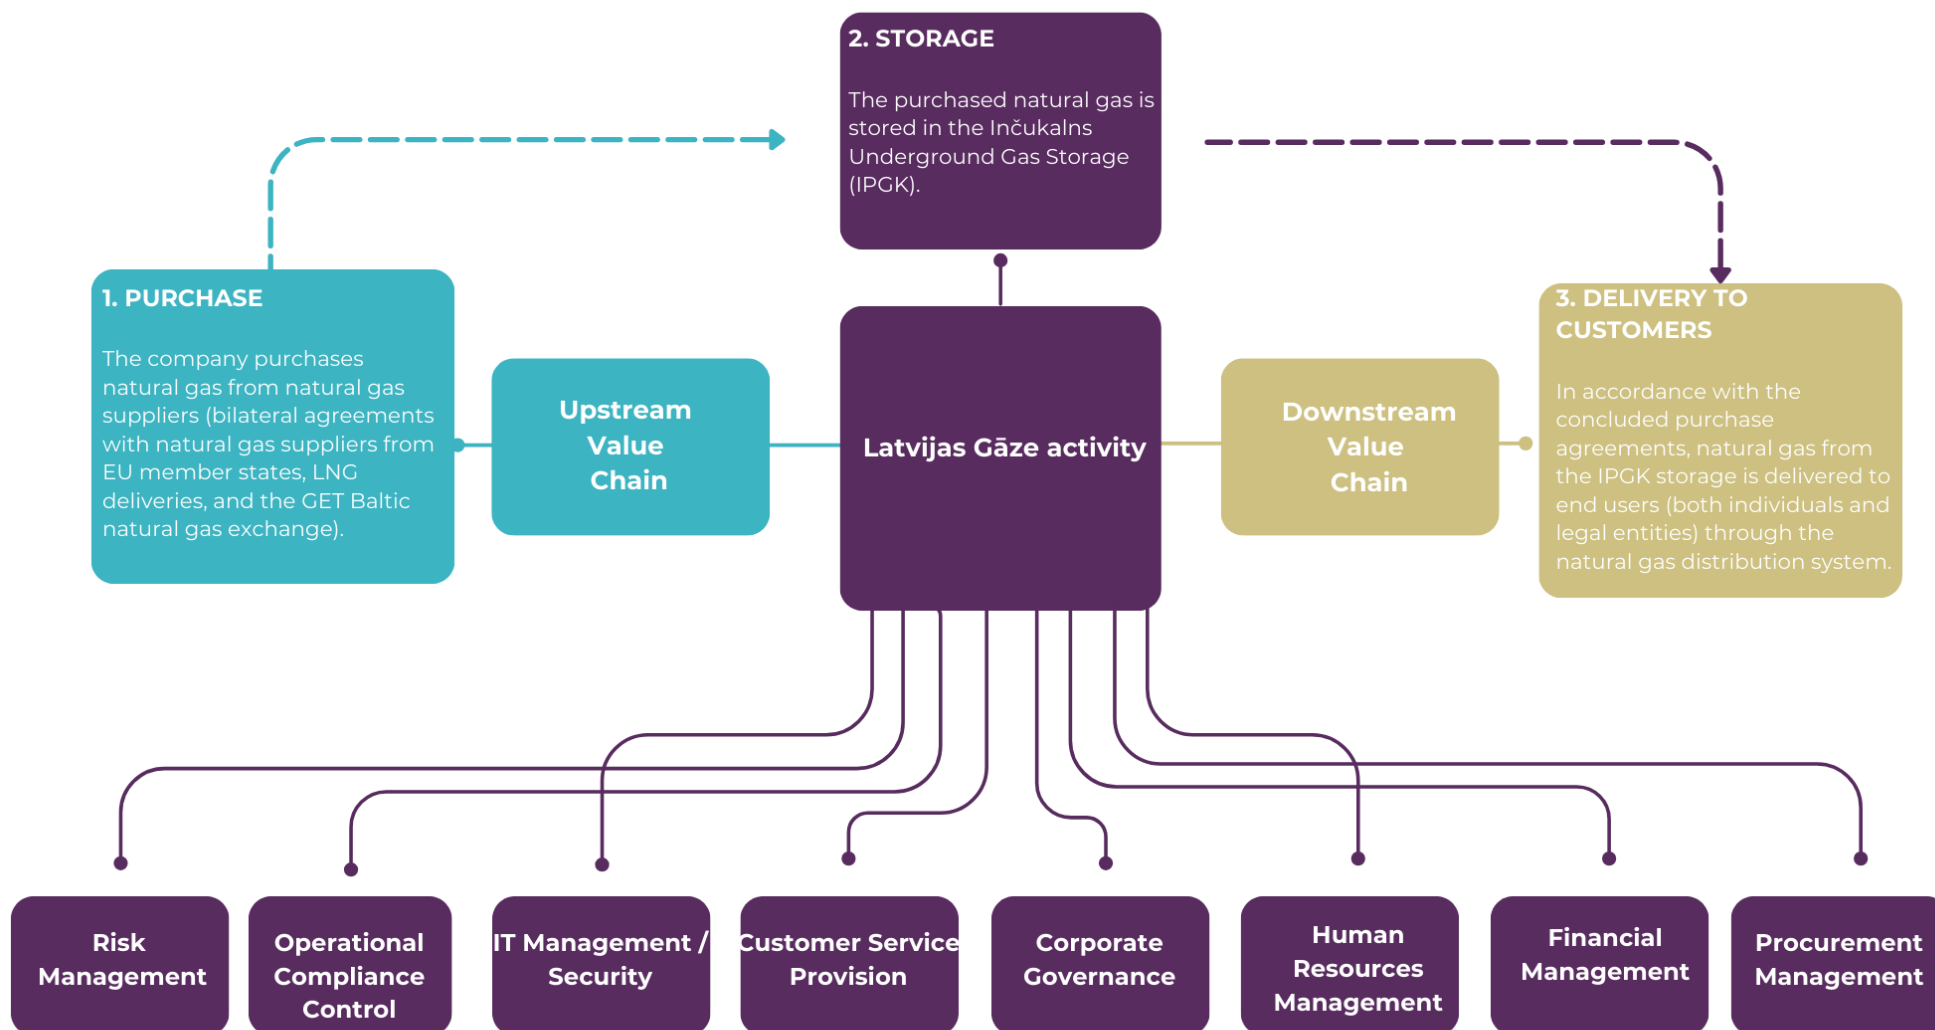 2. STORAGE
The purchased natural gas is
stored in the Inčukalns
Underground Gas Storage
(IPGK).
1. PURCHASE
The company purchases
natural gas from natural gas
suppliers (bilateral agreements
with natural gas suppliers from
EU member states, LNG
deliveries, and the GET Baltic
natural gas exchange).
Upstream
Value
Chain
Latvijas Gāze activity
Downstream
Value
Chain
3. DELIVERY TO
CUSTOMERS
In accordance with the
concluded purchase
agreements, natural gas from
the IPGK storage is delivered to
end users (both individuals and
legal entities) through the
natural gas distribution system.
Risk
Management
Operational
Compliance
Control
IT Management /
Security
Customer Service
Provision
Corporate
Governance
Human
Resources
Management
Financial
Management
Procurement
Management